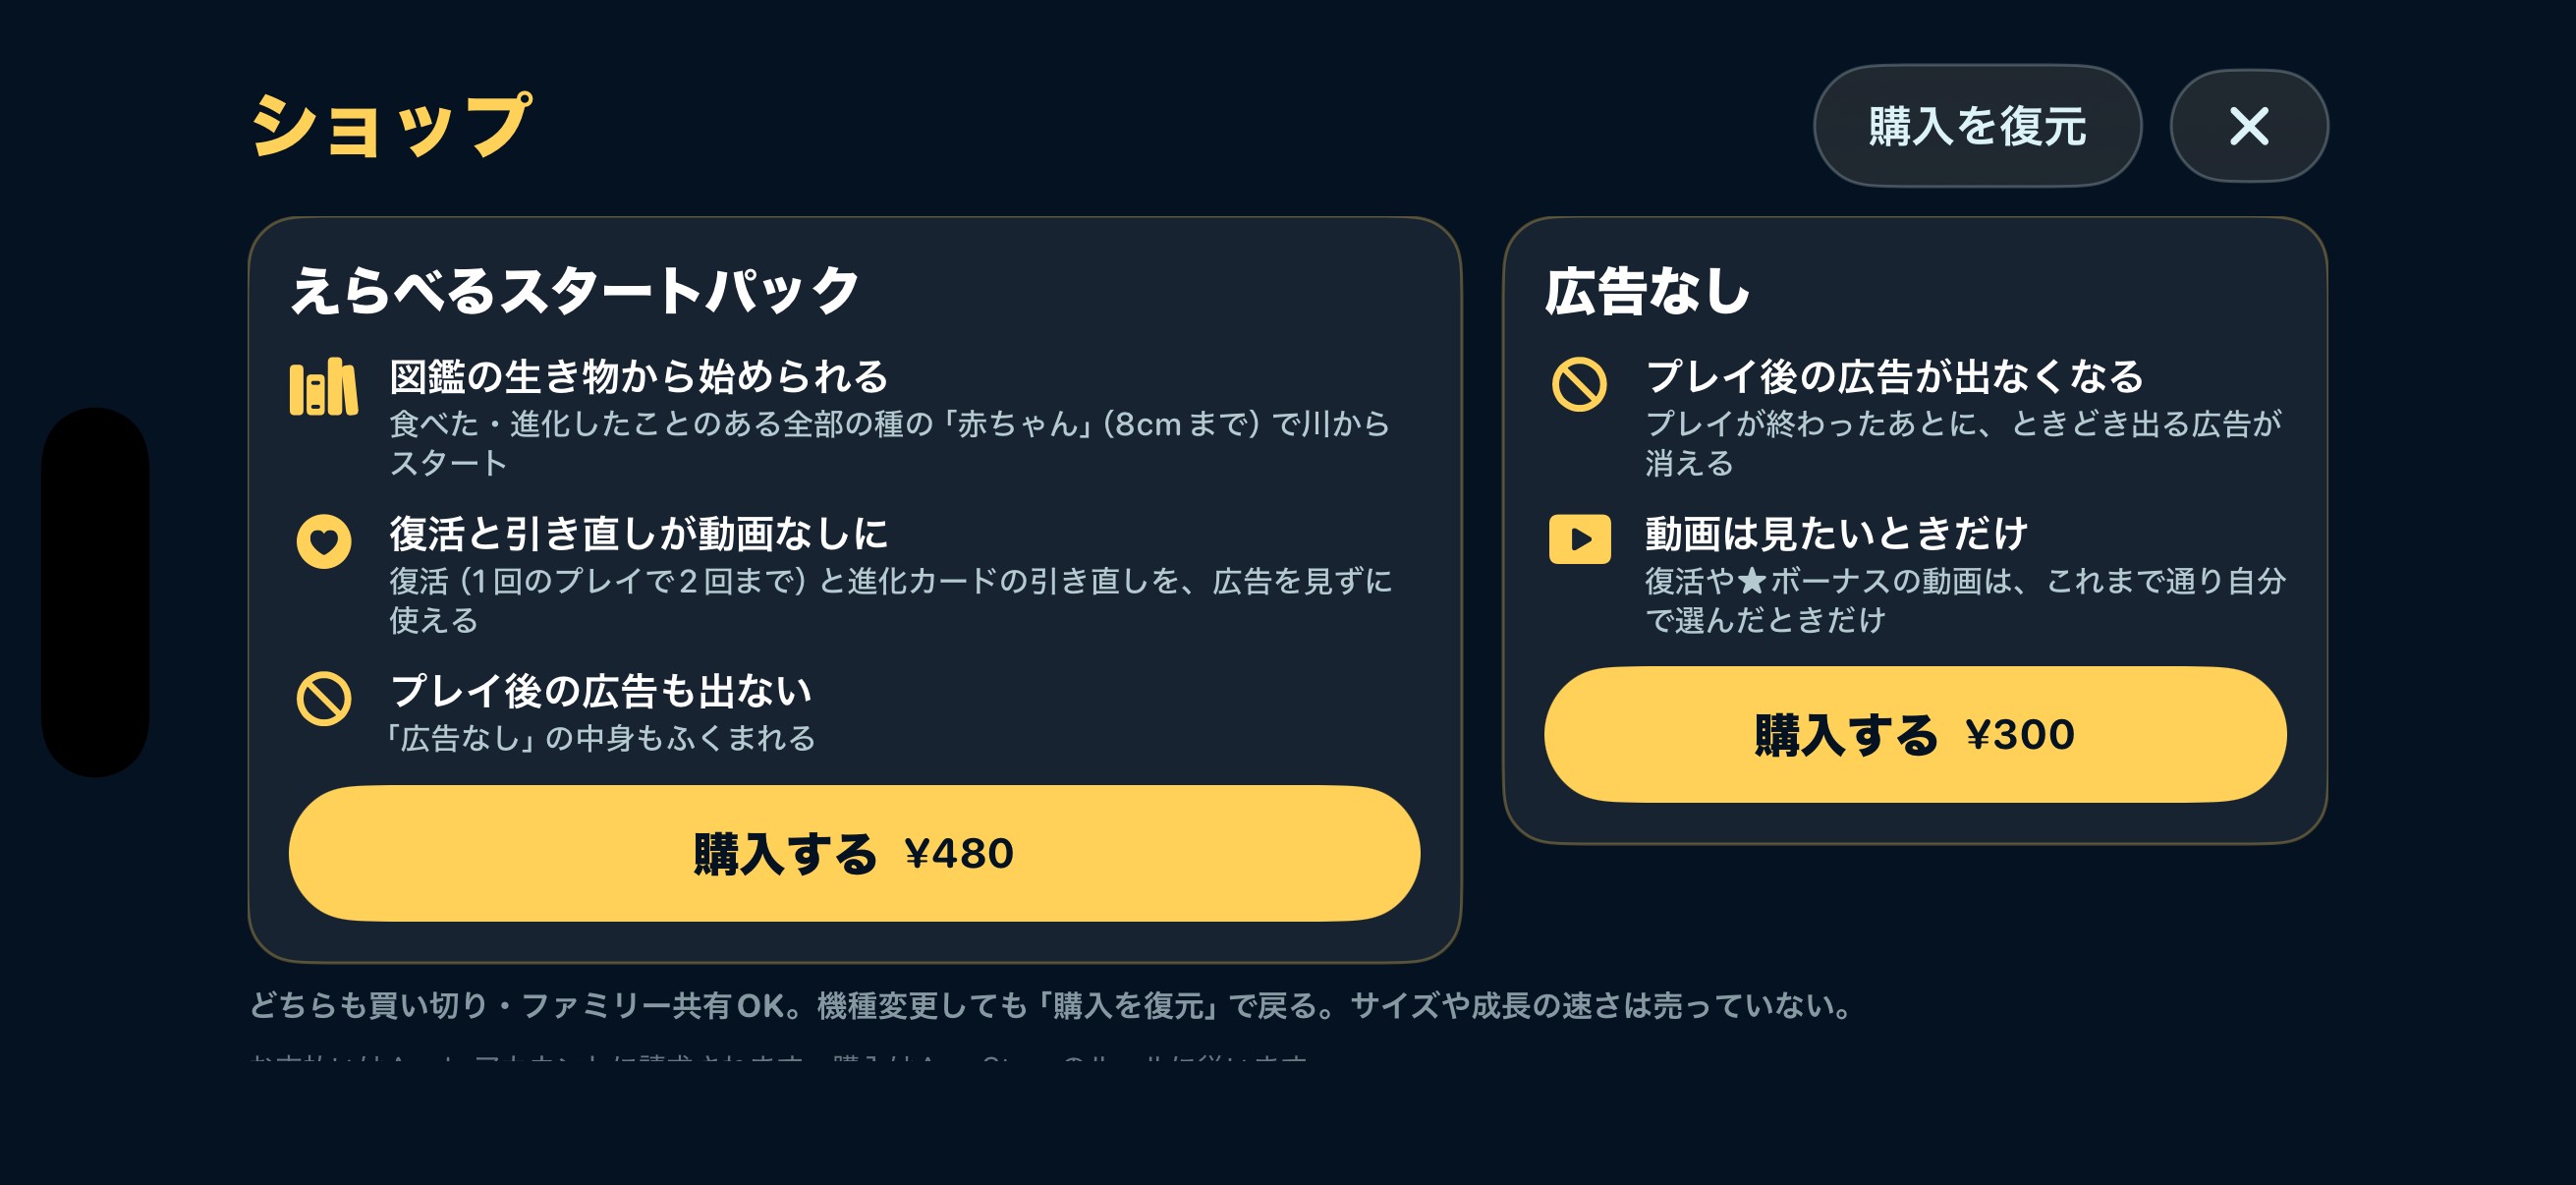 ショップ
購入を復元
えらべるスタートパック
図鑑の生き物から始められる
食べた・進化したことのある全部の種の「赤ちゃん」（8cmまで）で川から
スタート
復活と引き直しが動画なしに
復活（1回のプレイで2回まで）と進化カードの引き直しを、広告を見ずに
使える
プレイ後の広告も出ない
「広告なし」の中身もふくまれる
購入する ¥480
広告なし
プレイ後の広告が出なくなる
プレイが終わったあとに、ときどき出る広告が
消える
動画は見たいときだけ
復活や★ボーナスの動画は、これまで通り自分
で選んだときだけ
購入する ¥300
どちらも買い切り・ファミリー共有OK。機種変更しても「購入を復元」で戻る。サイズや成長の速さは売っていない。